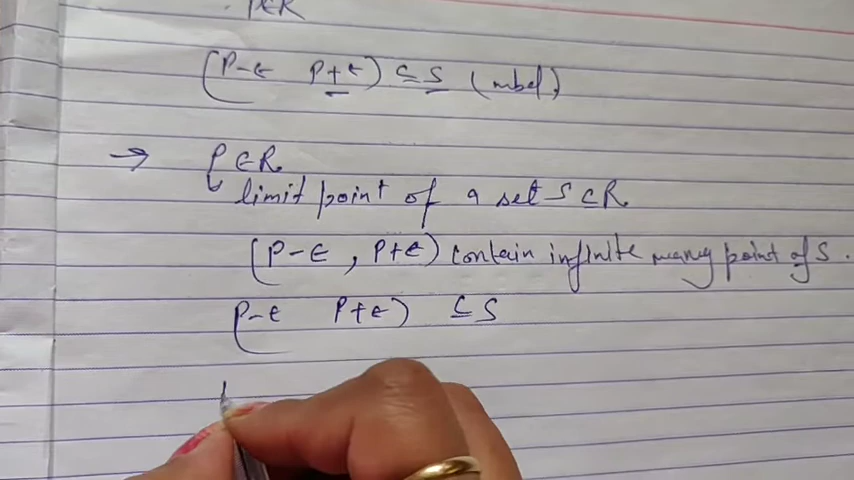 P∈R
(P-ε P+ε) ⊆ S (nbd)
→ P∈R
limit point of a set S⊆R
(P-ε, P+ε) contain infinite many point of S.
(P-ε P+ε) ⊆ S